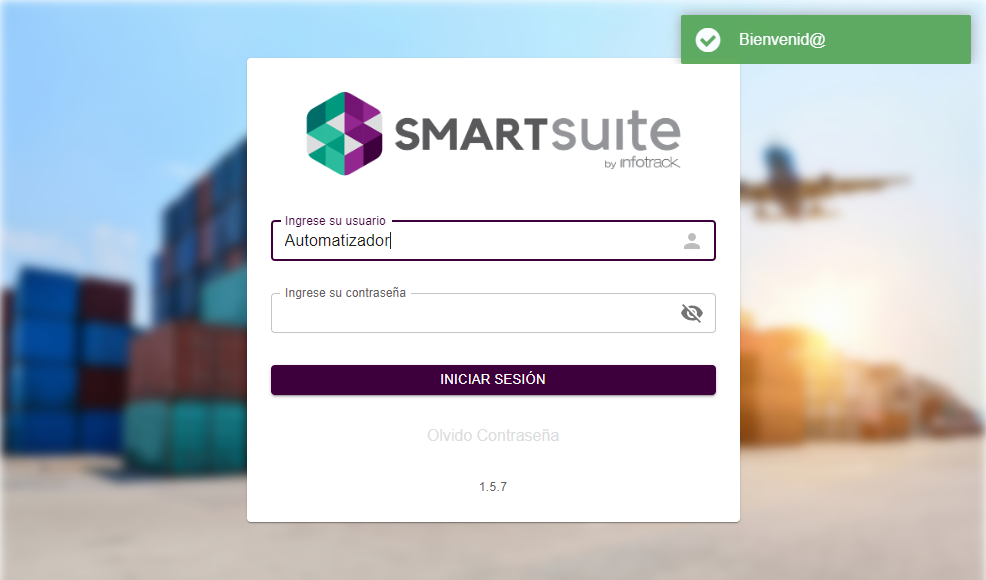 Bienvenid@
SMARTSUITE
by infotrack
Ingrese su usuario
Automatizador
Ingrese su contraseña
INICIAR SESIÓN
Olvido Contraseña
1.5.7